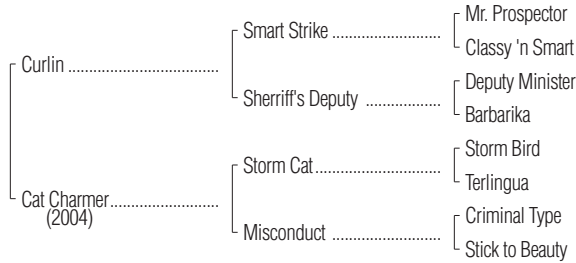 Mr. Prospector
Smart Strike ........................
Classy 'n Smart
Curlin .................................
Deputy Minister
Sherriff's Deputy ................
Barbarika
Storm Bird
Storm Cat.........................
Terlingua
Cat Charmer........................
(2004)
Criminal Type
Misconduct ........................
Stick to Beauty